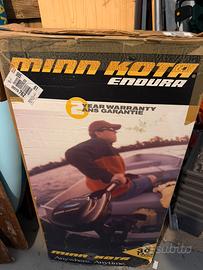 MINN KOTA
ENDURA
2 YEAR WARRANTY
ANS GARANTIE
MINN KOTA
Anywhere. Anytime.
subito